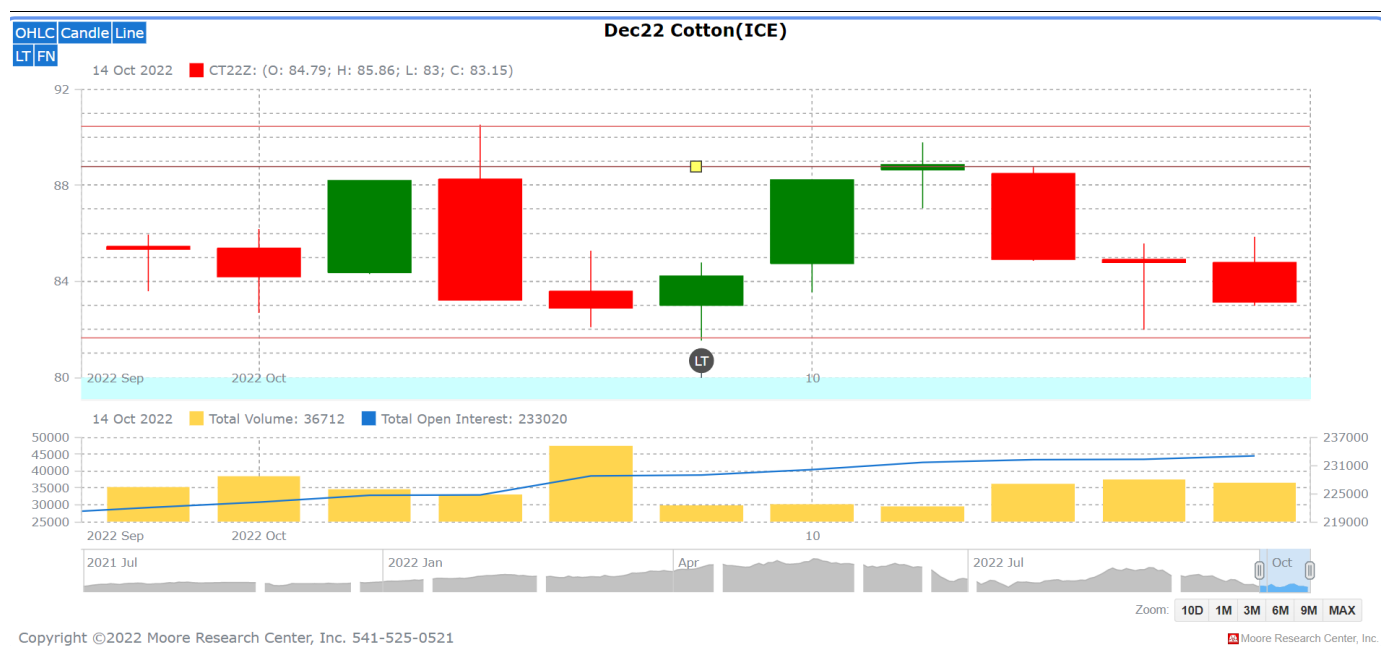 Dec22 Cotton(ICE)
OHLC Candle Line
LT FN
14 Oct 2022 CT22Z: (O: 84.79; H: 85.86; L: 83; C: 83.15)
92
88
84
LT
80
2022 Sep 2022 Oct 10
14 Oct 2022 Total Volume: 36712 Total Open Interest: 233020
50000 237000
45000
40000 231000
35000 225000
30000
25000 219000
2022 Sep 2022 Oct 10
2021 Jul 2022 Jan Apr 2022 Jul Oct
Zoom: 10D 1M 3M 6M 9M MAX
Copyright ©2022 Moore Research Center, Inc. 541-525-0521 Moore Research Center, Inc.